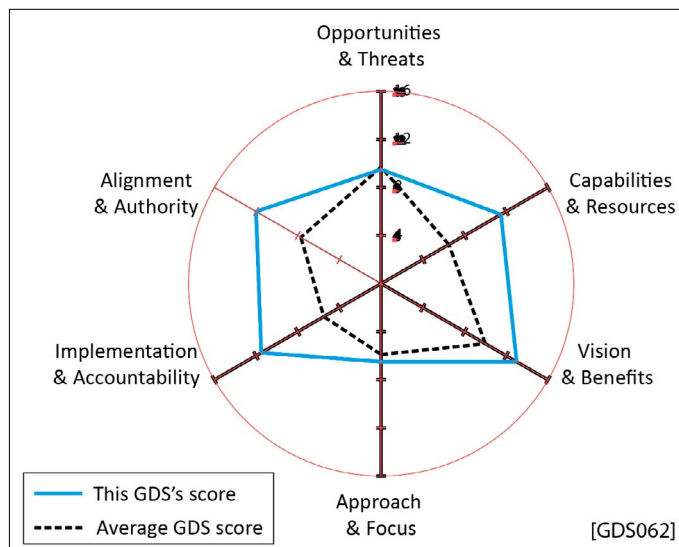 Opportunities
& Threats
16
12
8
4
Alignment
& Authority
Capabilities
& Resources
Implementation
& Accountability
Vision
& Benefits
This GDS's score
Average GDS score
Approach
& Focus
[GDS062]